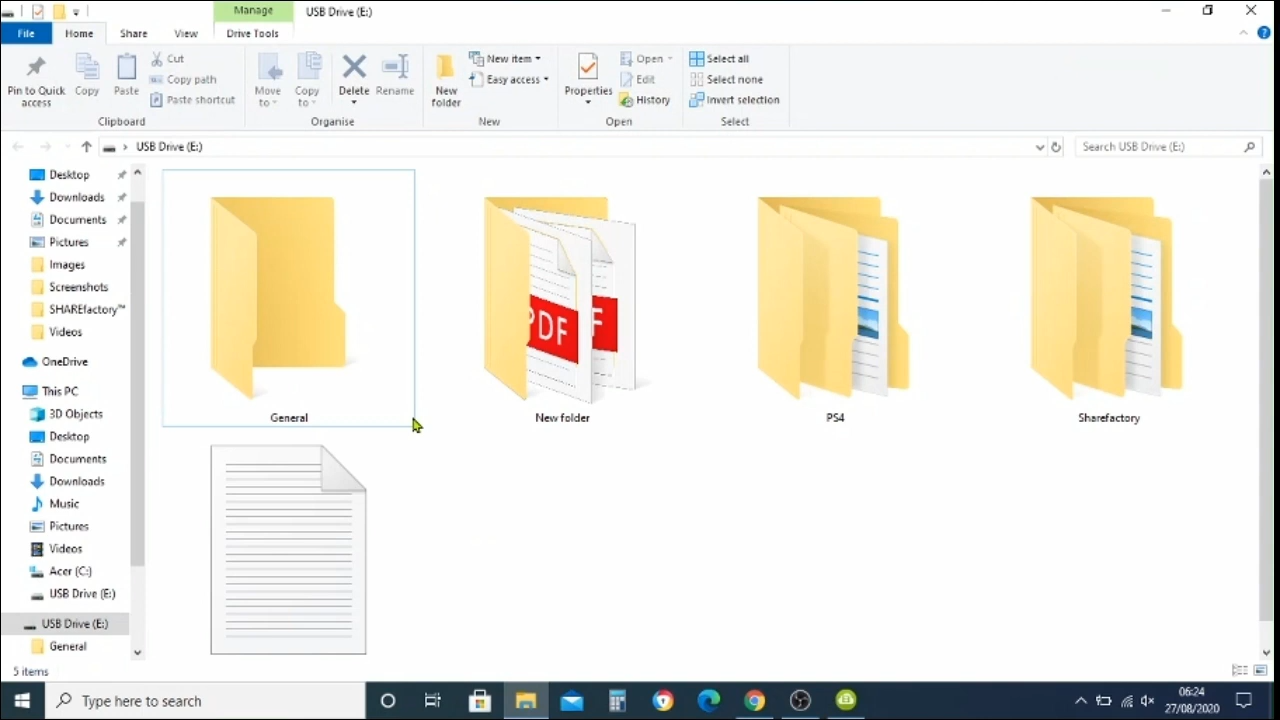 Manage
USB Drive (E:)
File
Home
Share
View
Drive Tools
Pin to Quick access
Copy
Paste
Cut
Copy path
Paste shortcut
Clipboard
Move to
Copy to
Delete
Rename
Organise
New folder
New item
Easy access
New
Properties
Open
Edit
History
Open
Select all
Select none
Invert selection
Select
USB Drive (E:)
Search USB Drive (E:)
Desktop
Downloads
Documents
Pictures
Images
Screenshots
SHAREfactory™
Videos
OneDrive
This PC
3D Objects
Desktop
Documents
Downloads
Music
Pictures
Videos
Acer (C:)
USB Drive (E:)
USB Drive (E:)
General
PDF
F
General
New folder
PS4
Sharefactory
5 items
Type here to search
06:24
27/08/2020